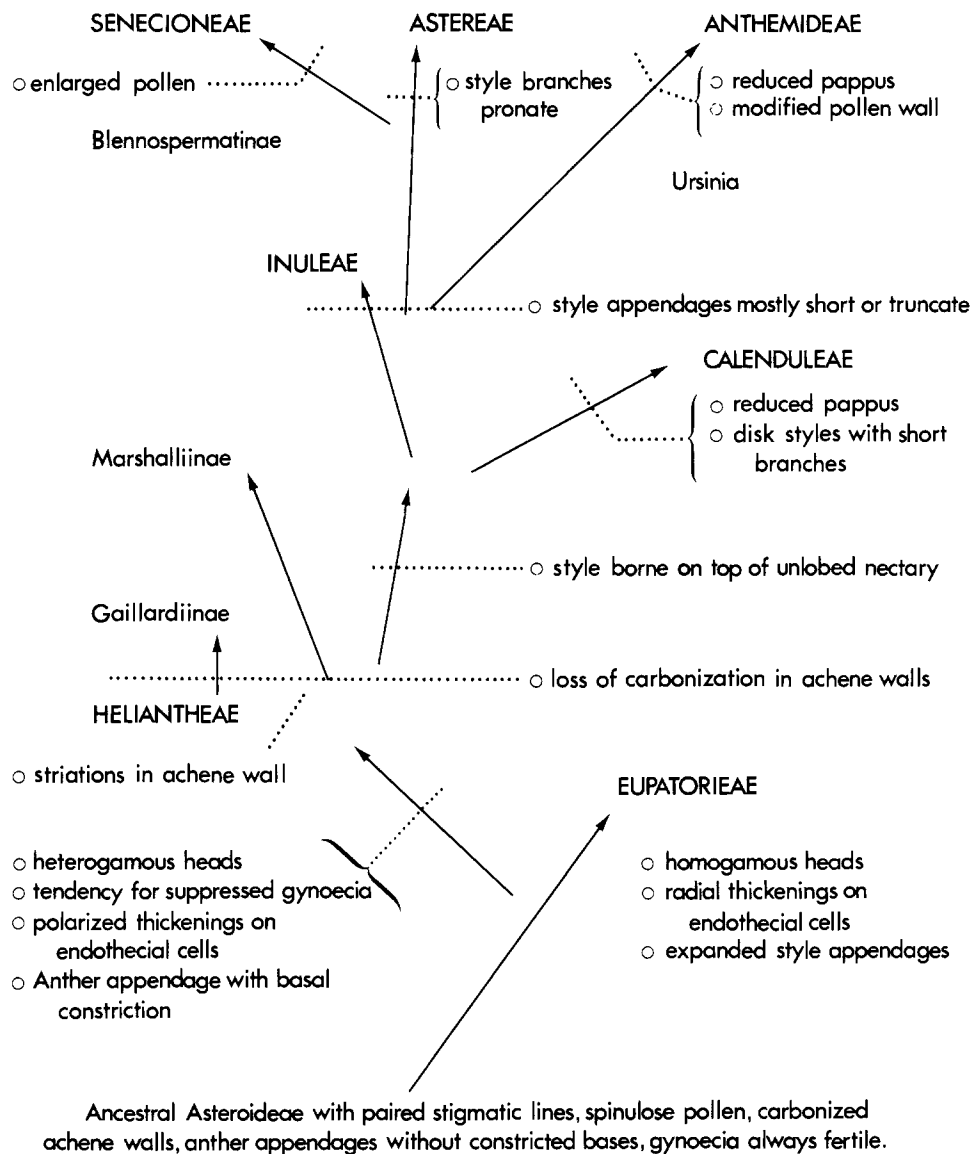 SENECIONEAE
ASTEREAE
ANTHEMIDEAE
○ enlarged pollen
○ style branches
pronate
○ reduced pappus
○ modified pollen wall
Blennospermatinae
Ursinia
INULEAE
○ style appendages mostly short or truncate
CALENDULEAE
○ reduced pappus
○ disk styles with short
branches
Marshalliinae
○ style borne on top of unlobed nectary
Gaillardiinae
○ loss of carbonization in achene walls
HELIANTHEAE
○ striations in achene wall
EUPATORIEAE
○ heterogamous heads
○ tendency for suppressed gynoecia
○ polarized thickenings on
endothecial cells
○ Anther appendage with basal
constriction
○ homogamous heads
○ radial thickenings on
endothecial cells
○ expanded style appendages
Ancestral Asteroideae with paired stigmatic lines, spinulose pollen, carbonized
achene walls, anther appendages without constricted bases, gynoecia always fertile.